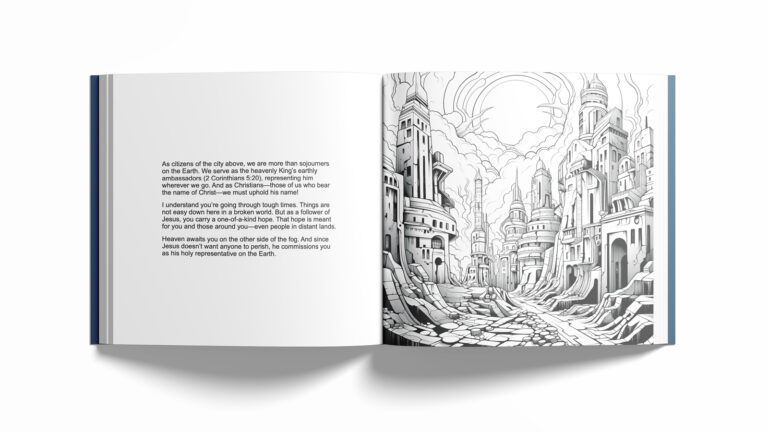 As citizens of the city above, we are more than sojourners
on the Earth. We serve as the heavenly King's earthly
ambassadors (2 Corinthians 5:20), representing him
wherever we go. And as Christians—those of us who bear
the name of Christ—we must uphold his name!
I understand you're going through tough times. Things are
not easy down here in a broken world. But as a follower of
Jesus, you carry a one-of-a-kind hope. That hope is meant
for you and those around you—even people in distant lands.
Heaven awaits you on the other side of the fog. And since
Jesus doesn't want anyone to perish, he commissions you
as his holy representative on the Earth.